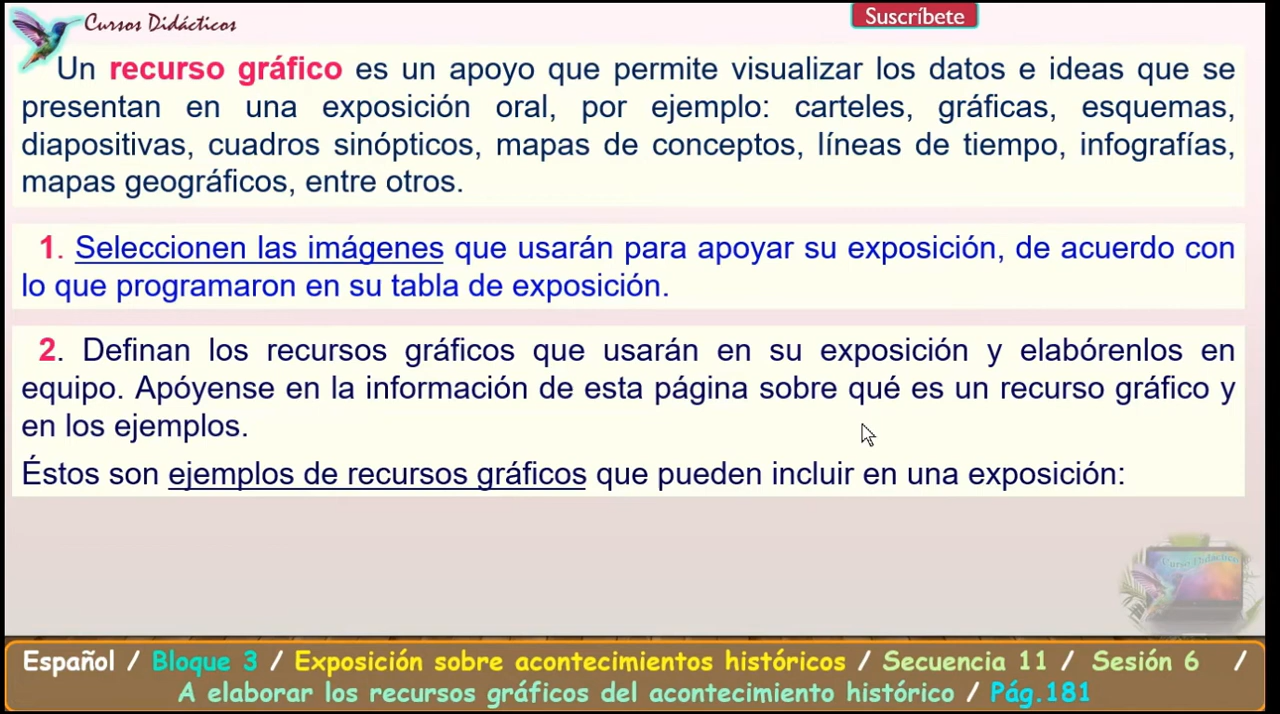 Cursos Didácticos
Suscríbete
Un recurso gráfico es un apoyo que permite visualizar los datos e ideas que se
presentan en una exposición oral, por ejemplo: carteles, gráficas, esquemas,
diapositivas, cuadros sinópticos, mapas de conceptos, líneas de tiempo, infografías,
mapas geográficos, entre otros.
1. Seleccionen las imágenes que usarán para apoyar su exposición, de acuerdo con
lo que programaron en su tabla de exposición.
2. Definan los recursos gráficos que usarán en su exposición y elabórenlos en
equipo. Apóyense en la información de esta página sobre qué es un recurso gráfico y
en los ejemplos.
Éstos son ejemplos de recursos gráficos que pueden incluir en una exposición:
Español / Bloque 3 / Exposición sobre acontecimientos históricos / Secuencia 11 / Sesión 6 /
A elaborar los recursos gráficos del acontecimiento histórico / Pág.181